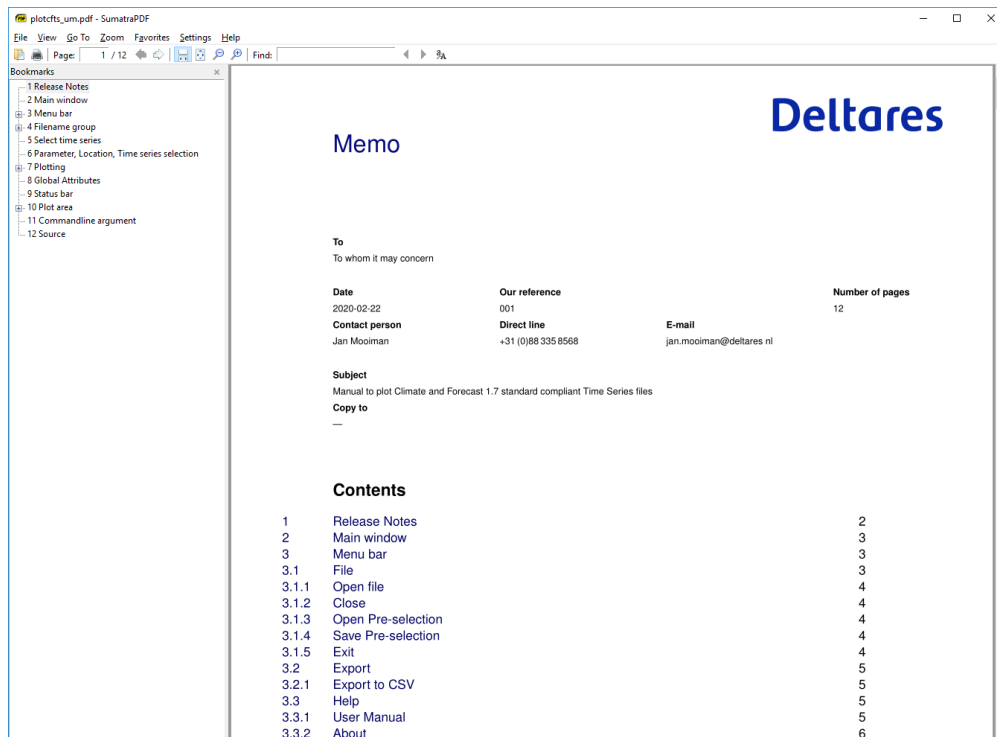 plotcfts_um.pdf - SumatraPDF
File View Go To Zoom Favorites Settings Help
Page: 1 / 12 Find:
Bookmarks
1 Release Notes
2 Main window
3 Menu bar
4 Filename group
5 Select time series
6 Parameter, Location, Time series selection
7 Plotting
8 Global Attributes
9 Status bar
10 Plot area
11 Commandline argument
12 Source
Deltares
Memo
To
To whom it may concern
Date Our reference Number of pages
2020-02-22 001 12
Contact person Direct line E-mail
Jan Mooiman +31 (0)88 335 8568 jan.mooiman@deltares nl
Subject
Manual to plot Climate and Forecast 1.7 standard compliant Time Series files
Copy to
—
Contents
1 Release Notes 2
2 Main window 3
3 Menu bar 3
3.1 File 3
3.1.1 Open file 4
3.1.2 Close 4
3.1.3 Open Pre-selection 4
3.1.4 Save Pre-selection 4
3.1.5 Exit 4
3.2 Export 5
3.2.1 Export to CSV 5
3.3 Help 5
3.3.1 User Manual 5
3.3.2 About 6